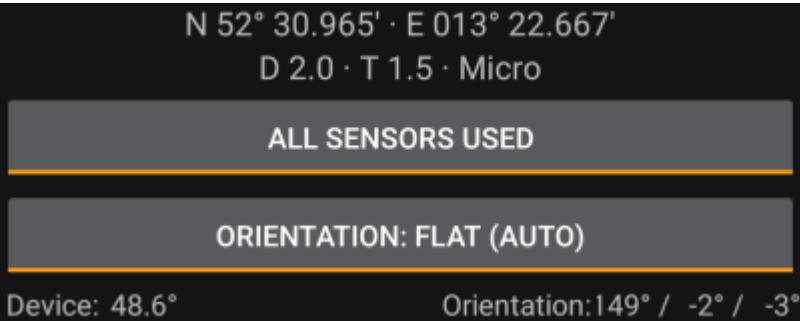 N 52° 30.965' · E 013° 22.667'
D 2.0 · T 1.5 · Micro
ALL SENSORS USED
ORIENTATION: FLAT (AUTO)
Device: 48.6° Orientation:149° / -2° / -3°